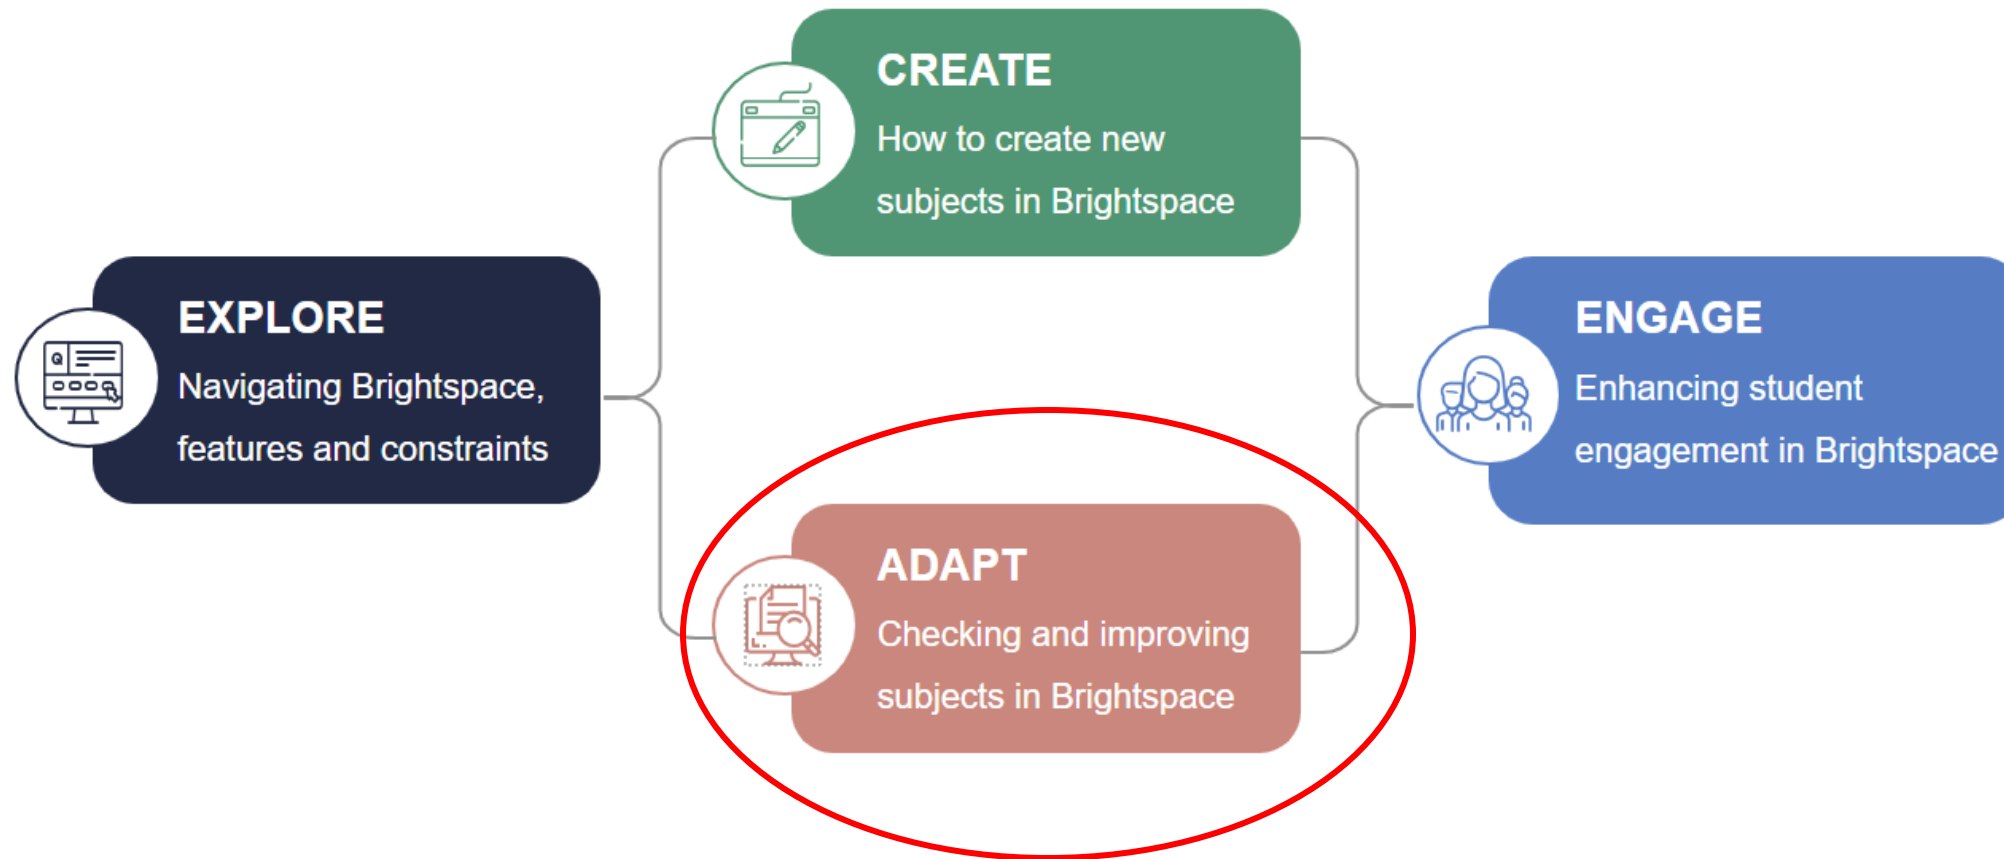 EXPLORE
Navigating Brightspace,
features and constraints
CREATE
How to create new
subjects in Brightspace
ADAPT
Checking and improving
subjects in Brightspace
ENGAGE
Enhancing student
engagement in Brightspace